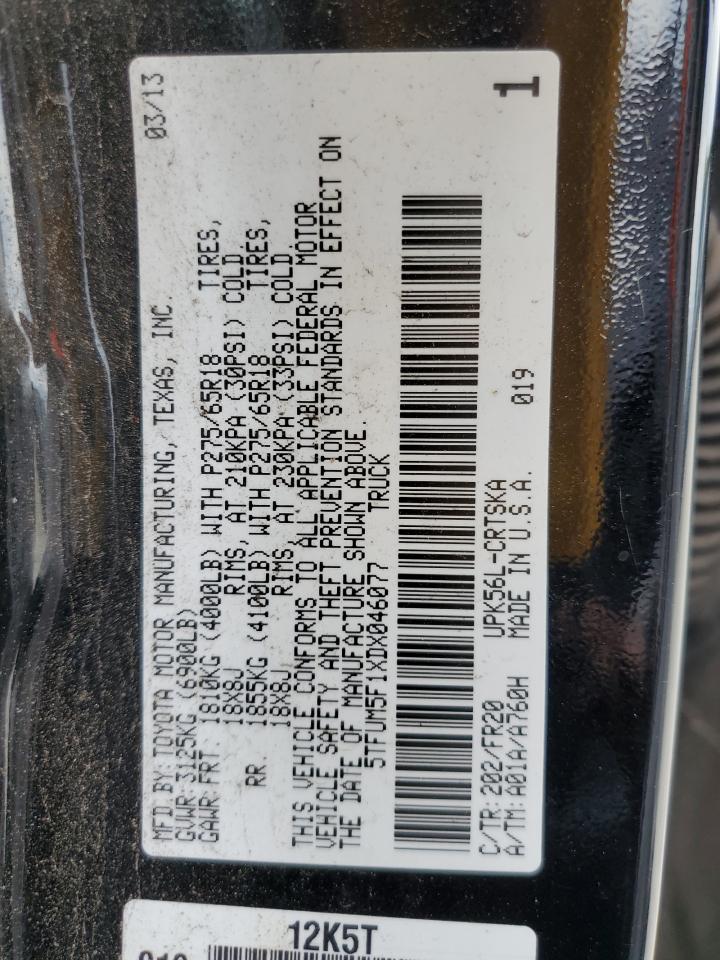 MFD BY: TOYOTA MOTOR MANUFACTURING, TEXAS, INC. 03/13
GVWR: 3125KG (6900LB)
GAWR: FRT. 1810KG (4000LB) WITH P275/65R18 TIRES,
18X8J RIMS, AT 210KPA (30PSI) COLD
RR. 1855KG (4100LB) WITH P275/65R18 TIRES,
18X8J RIMS, AT 230KPA (33PSI) COLD.
THIS VEHICLE CONFORMS TO ALL APPLICABLE FEDERAL MOTOR
VEHICLE SAFETY AND THEFT PREVENTION STANDARDS IN EFFECT ON
THE DATE OF MANUFACTURE SHOWN ABOVE.
5TFUM5F1XDX046077 TRUCK
C/TR: 202/FR20 UPK56L-CRTSKA 019
A/TM: A01A/A760H MADE IN U.S.A. 1
12K5T